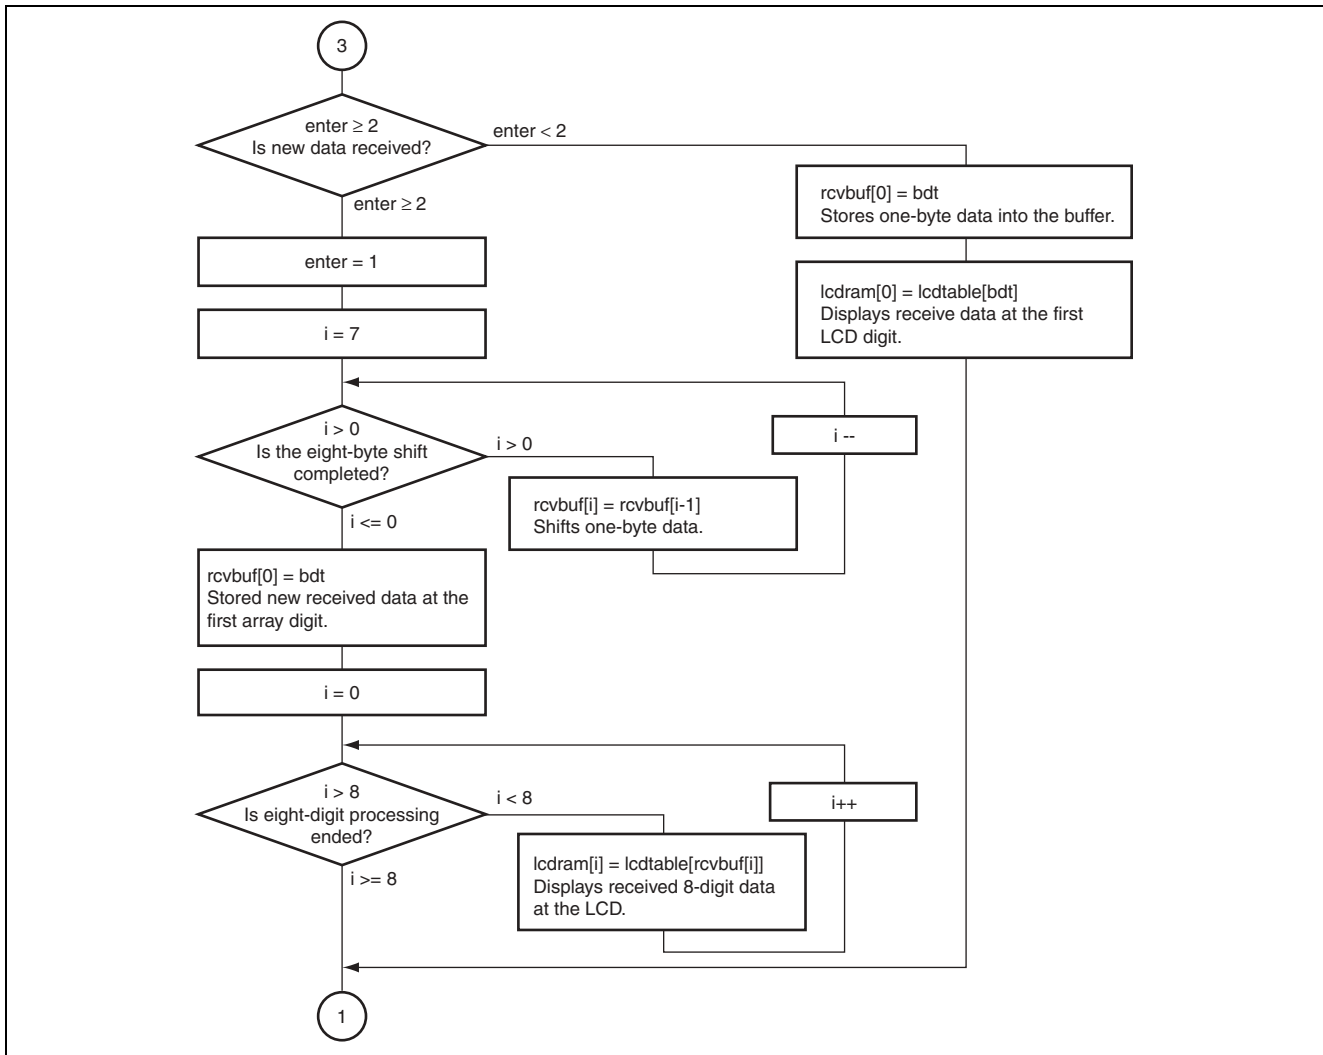 3
enter ≥ 2
Is new data received?
enter < 2
enter ≥ 2
rcvbuf[0] = bdt
Stores one-byte data into the buffer.
enter = 1
lcdram[0] = lcdtable[bdt]
Displays receive data at the first
LCD digit.
i = 7
i > 0
Is the eight-byte shift
completed?
i > 0
i --
rcvbuf[i] = rcvbuf[i-1]
Shifts one-byte data.
i <= 0
rcvbuf[0] = bdt
Stored new received data at the
first array digit.
i = 0
i > 8
Is eight-digit processing
ended?
i < 8
i++
lcdram[i] = lcdtable[rcvbuf[i]]
Displays received 8-digit data
at the LCD.
i >= 8
1